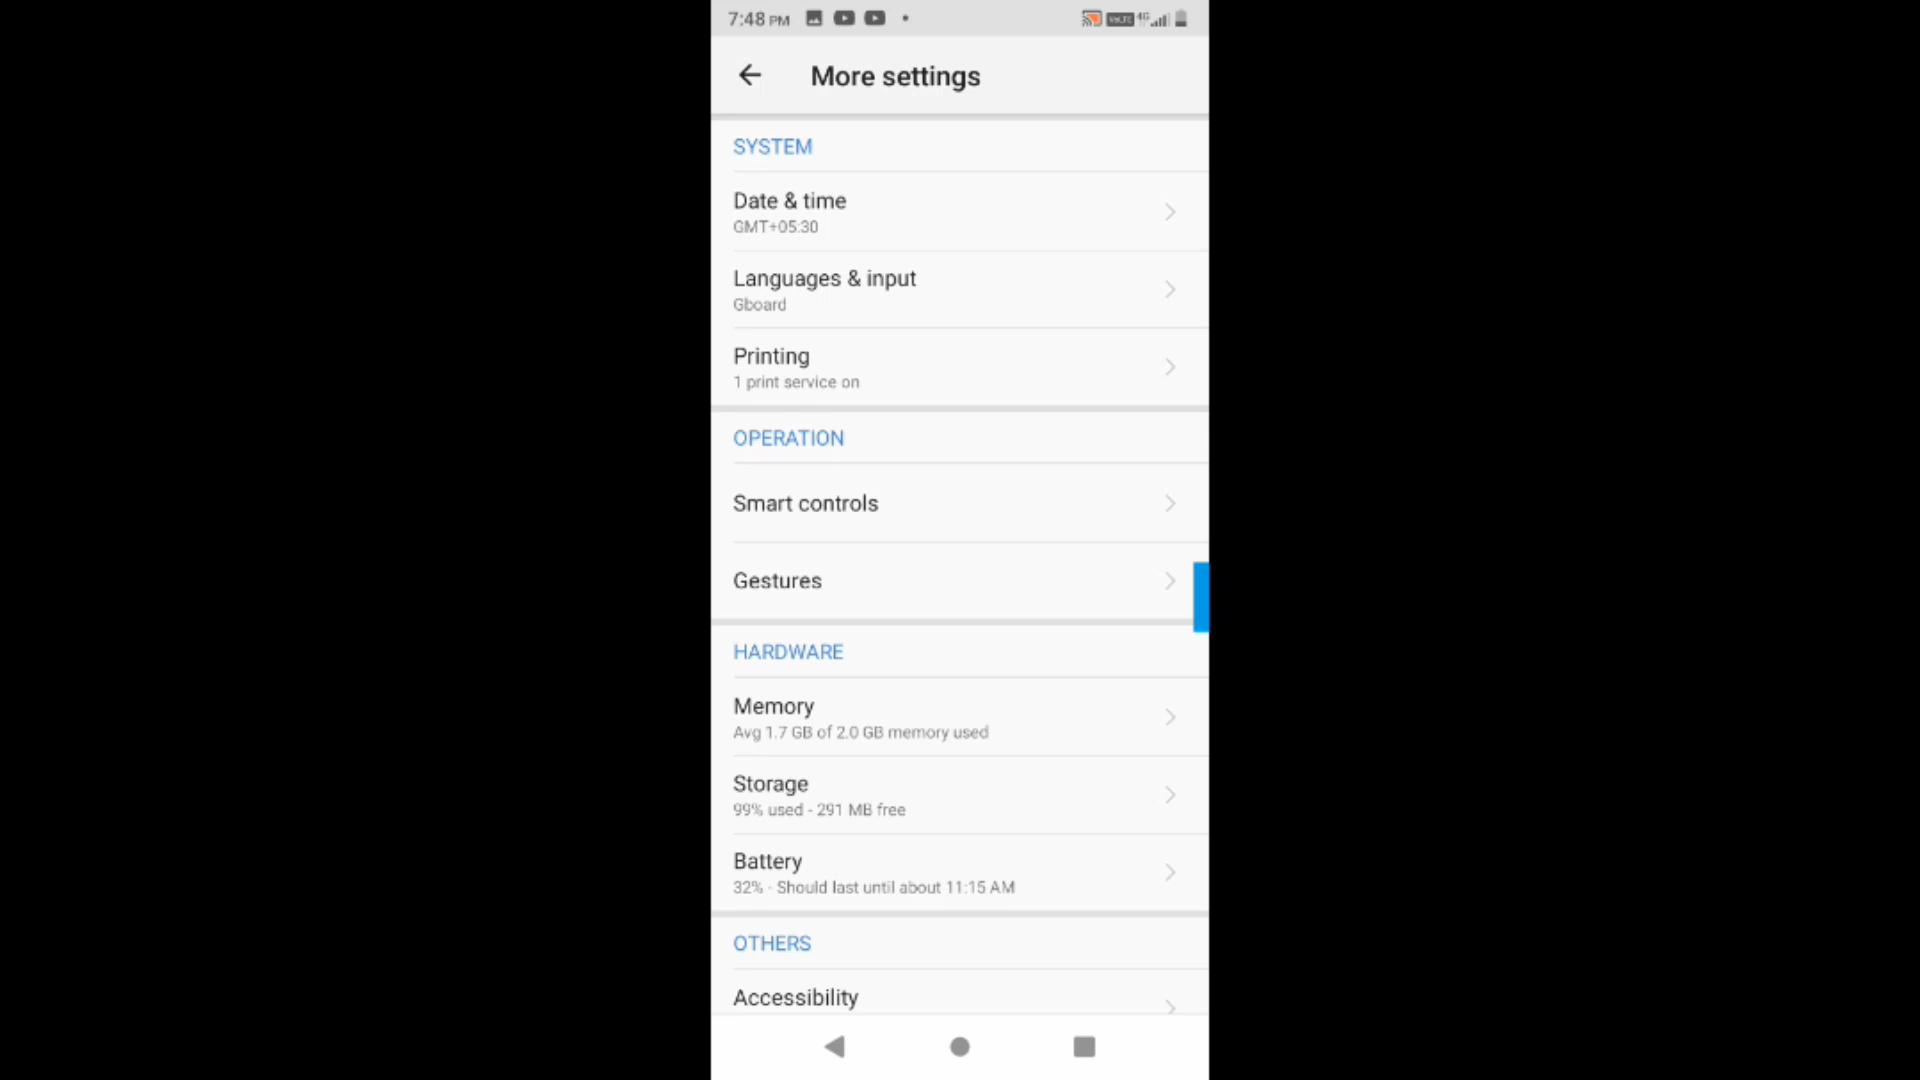 7:48 PM
VoLTE 4G
More settings
SYSTEM
Date & time
GMT+05:30
Languages & input
Gboard
Printing
1 print service on
OPERATION
Smart controls
Gestures
HARDWARE
Memory
Avg 1.7 GB of 2.0 GB memory used
Storage
99% used - 291 MB free
Battery
32% - Should last until about 11:15 AM
OTHERS
Accessibility